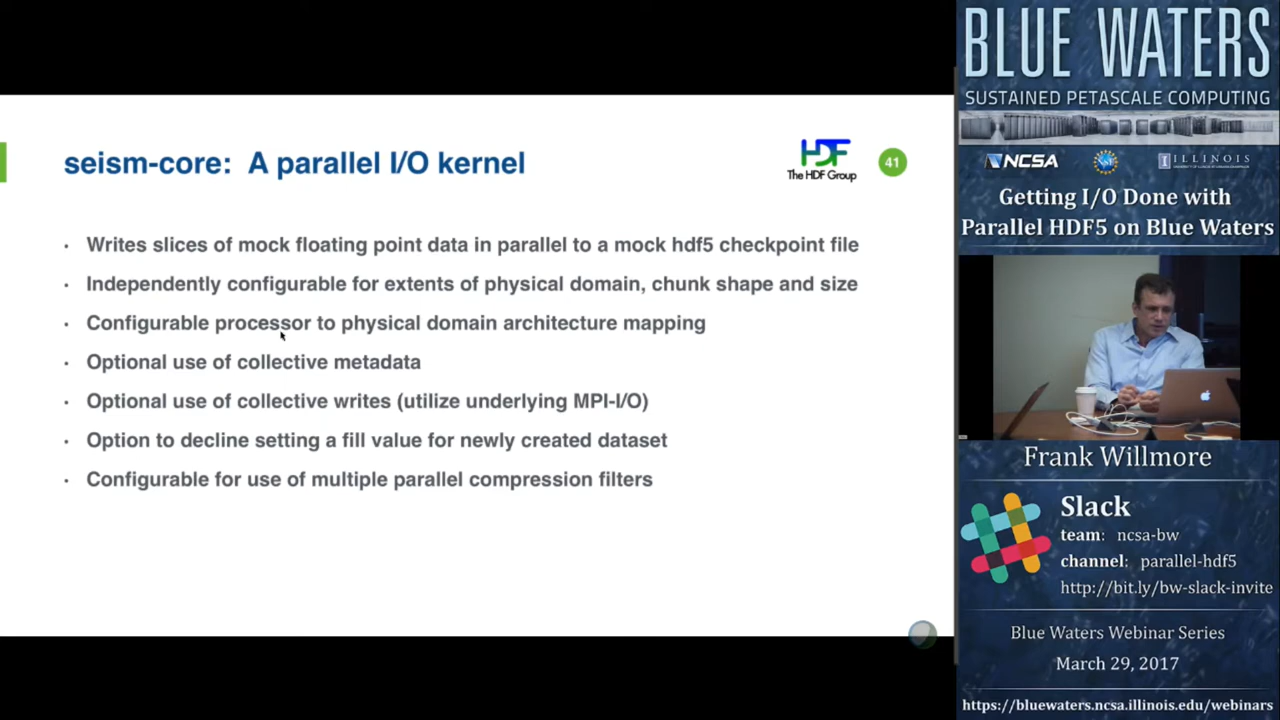 seism-core: A parallel I/O kernel
HDF
The HDF Group
41
· Writes slices of mock floating point data in parallel to a mock hdf5 checkpoint file
· Independently configurable for extents of physical domain, chunk shape and size
· Configurable processor to physical domain architecture mapping
· Optional use of collective metadata
· Optional use of collective writes (utilize underlying MPI-I/O)
· Option to decline setting a fill value for newly created dataset
· Configurable for use of multiple parallel compression filters
BLUE WATERS
SUSTAINED PETASCALE COMPUTING
NCSA
ILLINOIS
Getting I/O Done with
Parallel HDF5 on Blue Waters
Frank Willmore
Slack
team: ncsa-bw
channel: parallel-hdf5
http://bit.ly/bw-slack-invite
Blue Waters Webinar Series
March 29, 2017
https://bluewaters.ncsa.illinois.edu/webinars